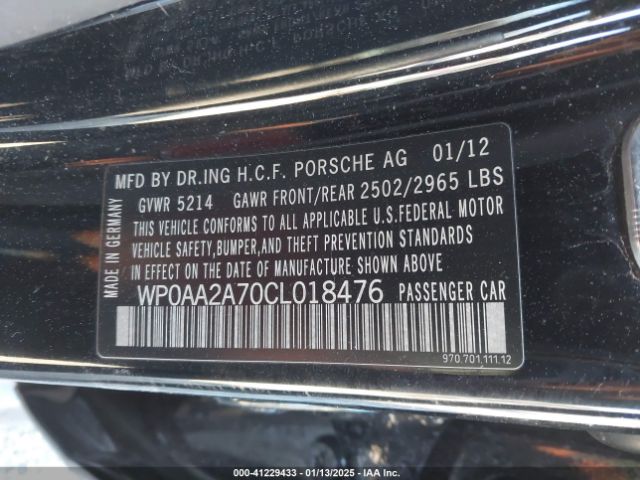 MFD BY DR.ING H.C.F. PORSCHE AG 01/12
GVWR 5214 GAWR FRONT/REAR 2502/2965 LBS
THIS VEHICLE CONFORMS TO ALL APPLICABLE U.S.FEDERAL MOTOR
VEHICLE SAFETY,BUMPER,AND THEFT PREVENTION STANDARDS
IN EFFECT ON THE DATE OF MANUFACTURE SHOWN ABOVE.
WP0AA2A70CL018476 PASSENGER CAR
MADE IN GERMANY
970.701.111.12
000-41229433 - 01/13/2025 - IAA Inc.